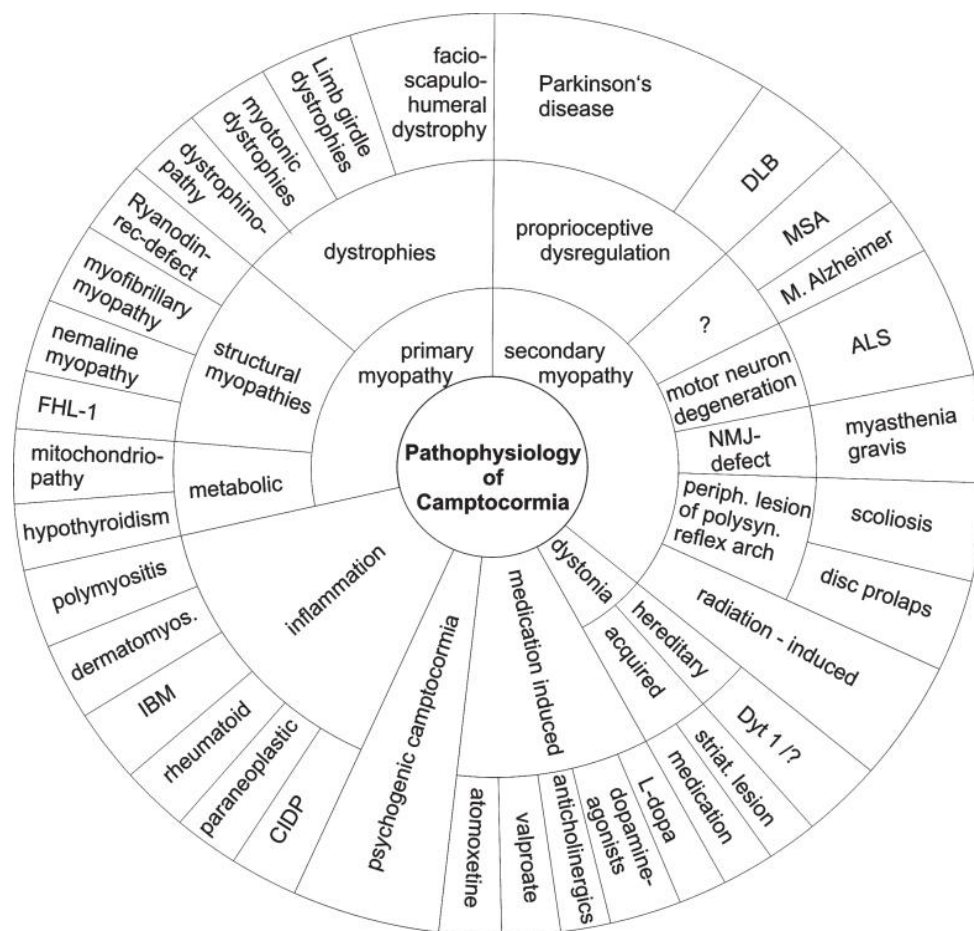 Pathophysiology
of
Camptocormia
primary
myopathy
secondary
myopathy
dystrophies
proprioceptive
dysregulation
?
motor neuron
degeneration
NMJ-
defect
periph. lesion
of polysyn.
reflex arch
radiation - induced
dystonia
hereditary
acquired
medication induced
psychogenic camptocormia
inflammation
metabolic
structural
myopathies
facio-
scapulo-
humeral
dystrophy
Parkinson's
disease
DLB
MSA
M. Alzheimer
ALS
myasthenia
gravis
scoliosis
disc prolaps
Dyt 1 /?
striat. lesion
medication
L-dopa
dopamine-
agonists
anticholinergics
valproate
atomoxetine
CIDP
paraneoplastic
rheumatoid
IBM
dermatomyos.
polymyositis
hypothyroidism
mitochondrio-
pathy
FHL-1
nemaline
myopathy
myofibrillary
myopathy
Ryanodin-
rec-defect
dystrophino-
pathy
myotonic
dystrophies
Limb girdle
dystrophies